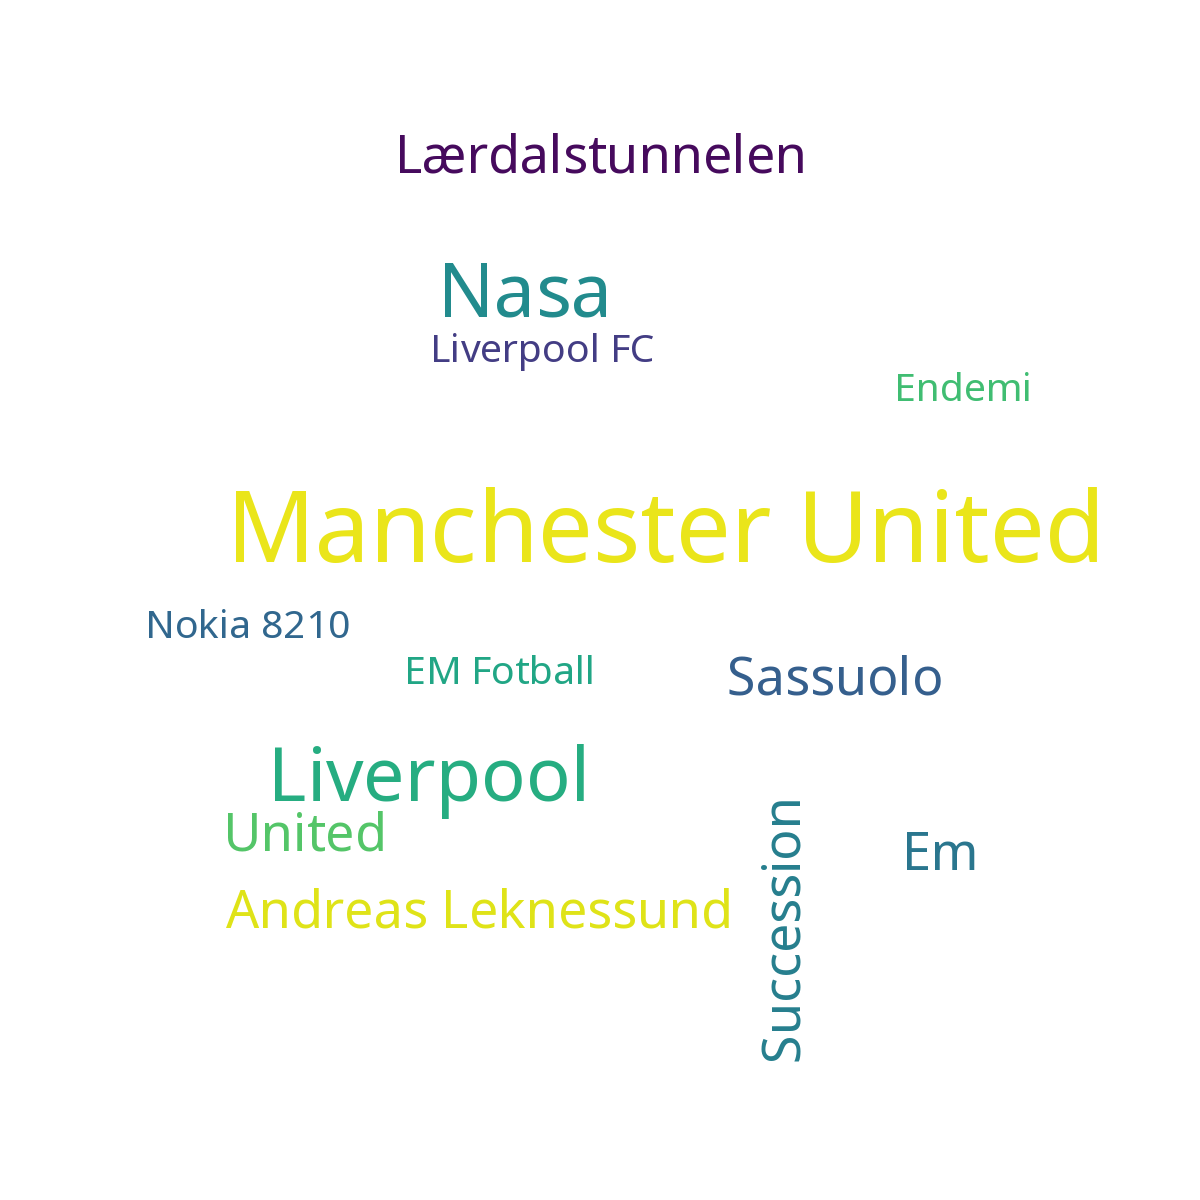 Lærdalstunnelen
Nasa
Liverpool FC
Endemi
Manchester United
Nokia 8210
EM Fotball
Sassuolo
Liverpool
United
Em
Andreas Leknessund
Succession